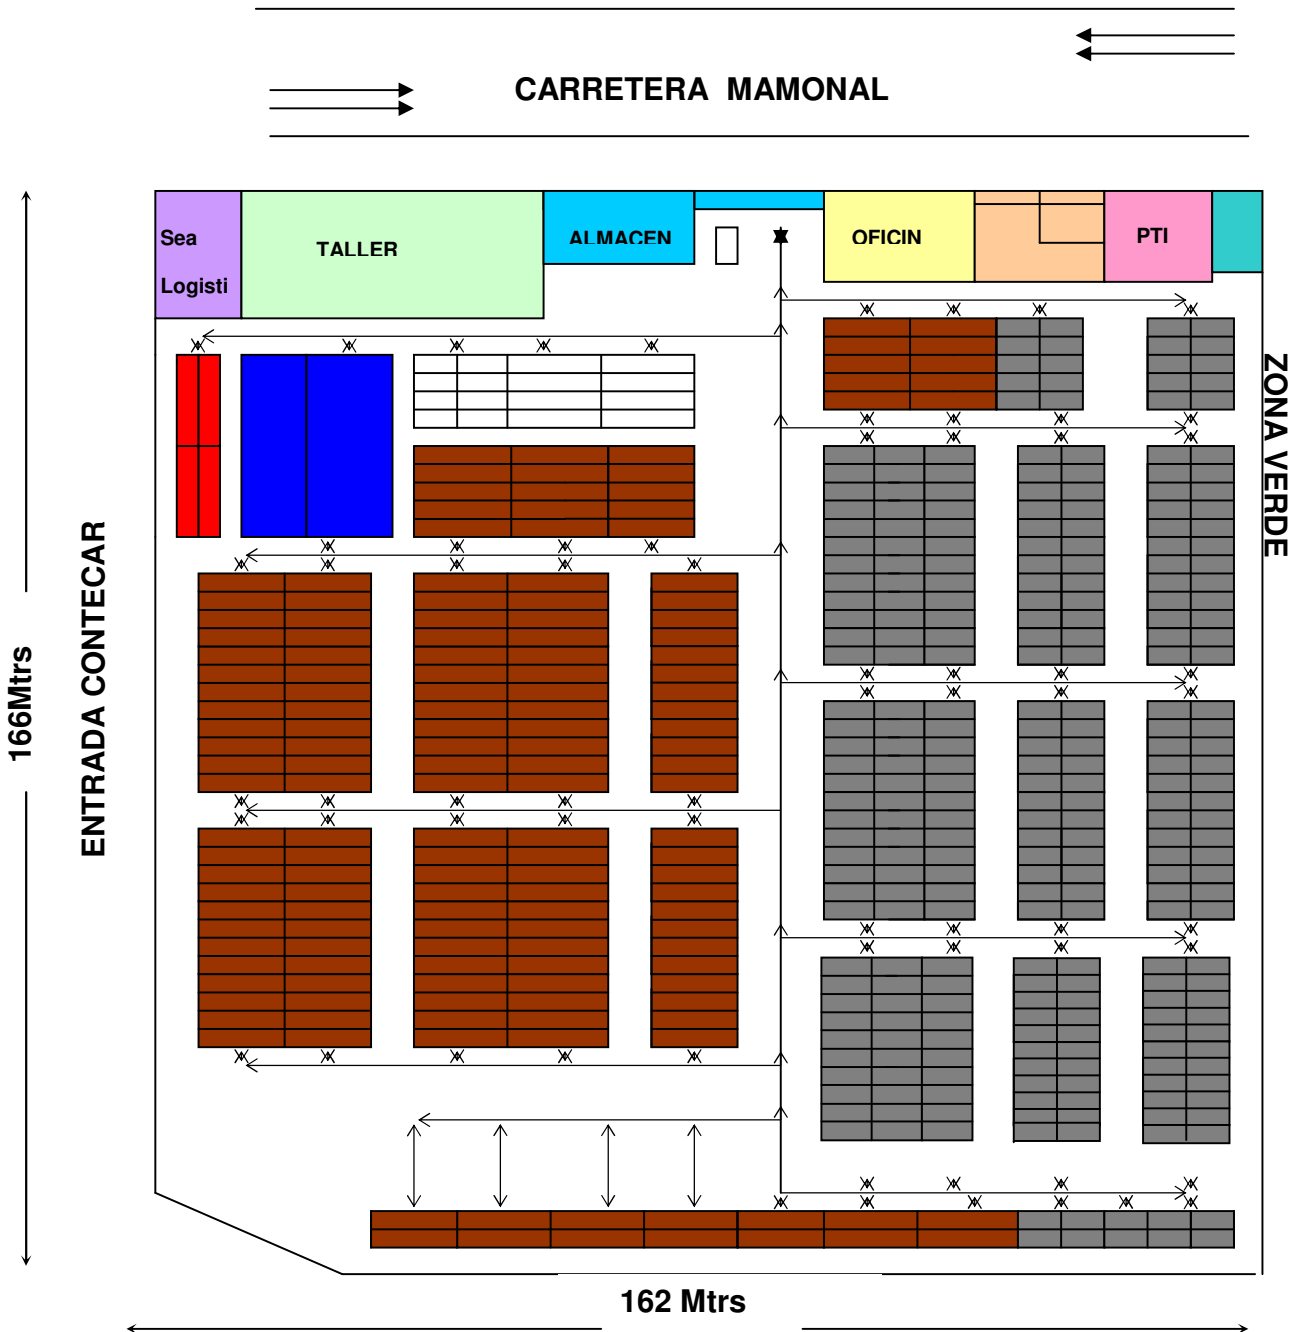 CARRETERA MAMONAL
Sea
Logisti
TALLER
ALMACEN
OFICIN
PTI
ZONA VERDE
ENTRADA CONTECAR
166Mtrs
162 Mtrs